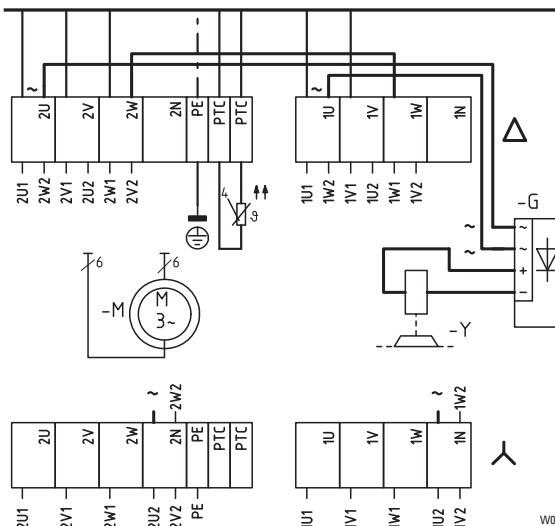 ~ 2U 2V 2W 2N PE PTC PTC
~ 1U 1V 1W 1N
2U1 2W2 2V1 2U2 2W1 2V2
1U1 1W2 1V1 1U2 1W1 1V2
4 ϑ
-G
~
~
~
~
+
−
6 6
-M
M
3~
-Y
~ 2W2
~ 1W2
2U 2V 2W 2N PE PTC PTC
1U 1V 1W 1N
2U1 2V1 2W1 2U2 2V2 PE
1U1 1V1 1W1 1U2 1V2
W0